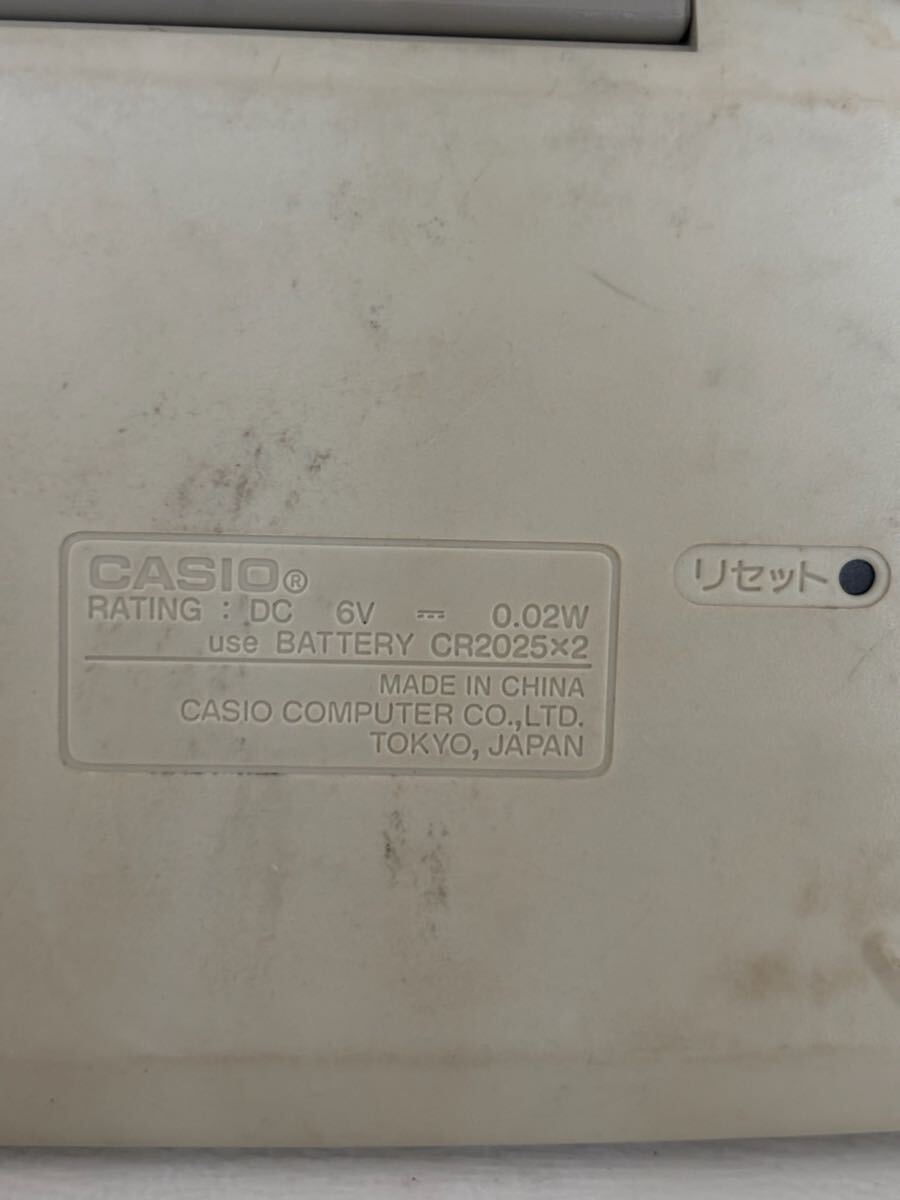 CASIO®
RATING : DC 6V ⎓ 0.02W
use BATTERY CR2025×2
MADE IN CHINA
CASIO COMPUTER CO.,LTD.
TOKYO, JAPAN
リセット